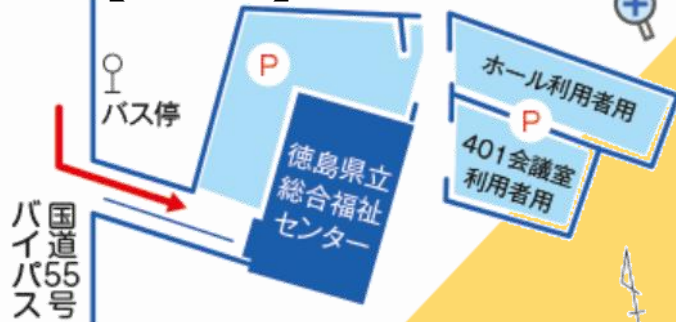 P
バス停
徳島県立
総合福祉
センター
ホール利用者用
P
401会議室
利用者用
国道55号
バイパス